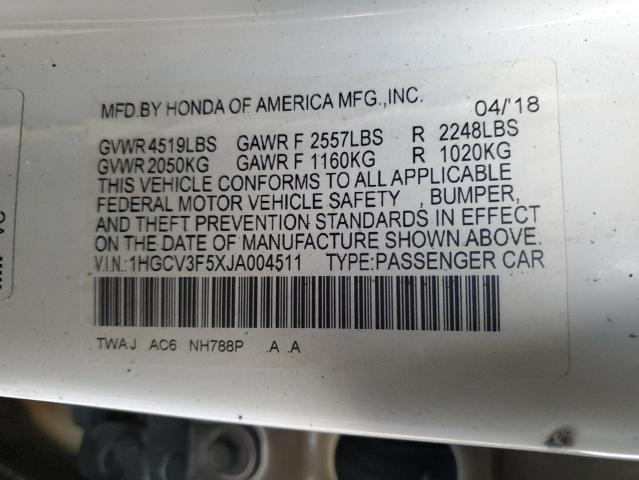 MFD.BY HONDA OF AMERICA MFG.,INC. 04/'18
GVWR 4519LBS GAWR F 2557LBS R 2248LBS
GVWR 2050KG GAWR F 1160KG R 1020KG
THIS VEHICLE CONFORMS TO ALL APPLICABLE
FEDERAL MOTOR VEHICLE SAFETY , BUMPER,
AND THEFT PREVENTION STANDARDS IN EFFECT
ON THE DATE OF MANUFACTURE SHOWN ABOVE.
V.I.N.:1HGCV3F5XJA004511 TYPE:PASSENGER CAR
TWAJ AC6 NH788P .A .A